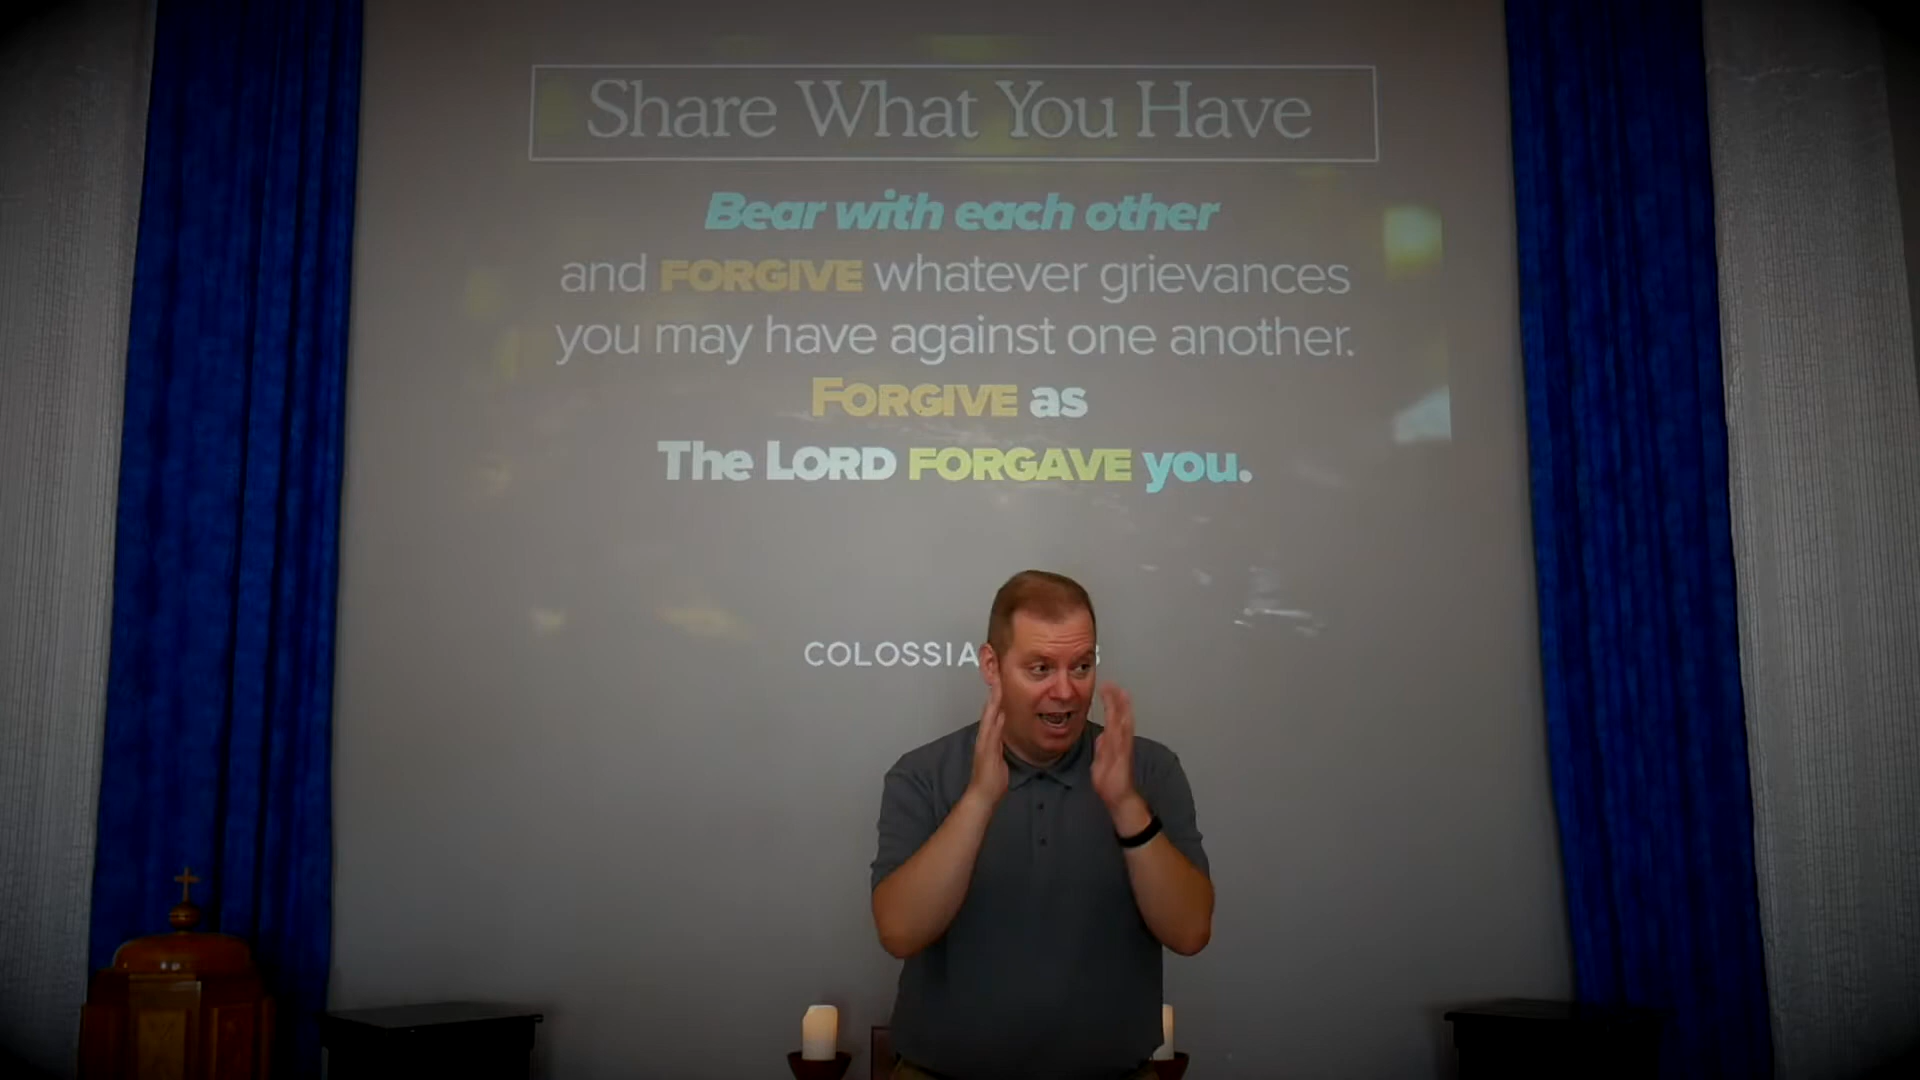 Share What You Have
Bear with each other
and FORGIVE whatever grievances
you may have against one another.
FORGIVE as
The LORD FORGAVE you.
COLOSSIA